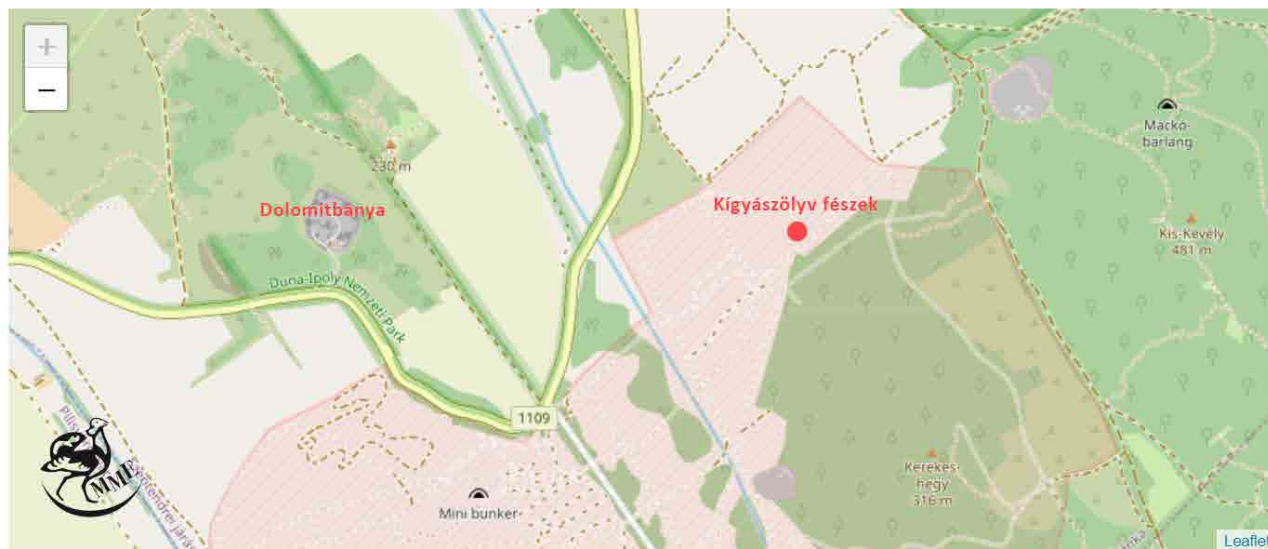 +
−
Mackó-
barlang
230 m
Dolomitbánya
Kígyászölyv fészek
Kis-Kevély
481 m
Duna-Ipoly Nemzeti Park
1109
Kerekes-
hegy
316 m
Mini bunker
MME
Leaflet